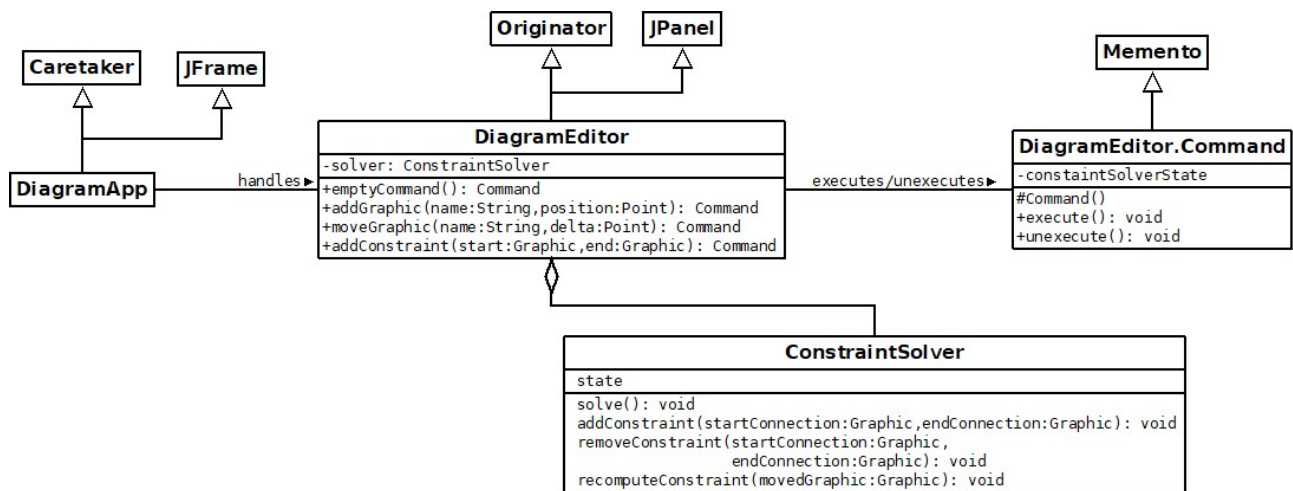 Originator
JPanel
Caretaker
JFrame
Memento
DiagramEditor
-solver: ConstraintSolver
+emptyCommand(): Command
+addGraphic(name:String,position:Point): Command
+moveGraphic(name:String,delta:Point): Command
+addConstraint(start:Graphic,end:Graphic): Command
DiagramApp
handles
executes/unexecutes
DiagramEditor.Command
-constaintSolverState
#Command()
+execute(): void
+unexecute(): void
ConstraintSolver
state
solve(): void
addConstraint(startConnection:Graphic,endConnection:Graphic): void
removeConstraint(startConnection:Graphic,
endConnection:Graphic): void
recomputeConstraint(movedGraphic:Graphic): void